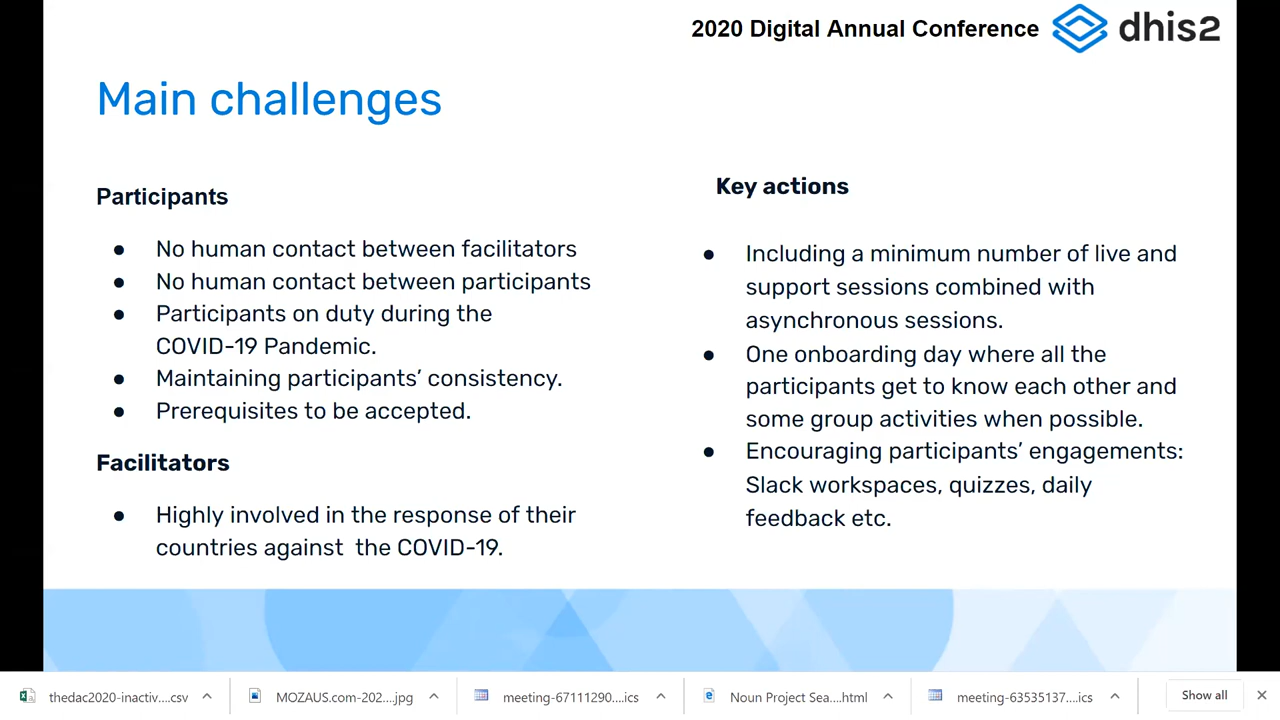 2020 Digital Annual Conference dhis2
Main challenges
Participants
● No human contact between facilitators
● No human contact between participants
● Participants on duty during the
COVID-19 Pandemic.
● Maintaining participants’ consistency.
● Prerequisites to be accepted.
Facilitators
● Highly involved in the response of their
countries against  the COVID-19.
Key actions
● Including a minimum number of live and
support sessions combined with
asynchronous sessions.
● One onboarding day where all the
participants get to know each other and
some group activities when possible.
● Encouraging participants’ engagements:
Slack workspaces, quizzes, daily
feedback etc.
thedac2020-inactiv....csv
MOZAUS.com-202....jpg
meeting-67111290....ics
Noun Project Sea....html
meeting-63535137....ics
Show all